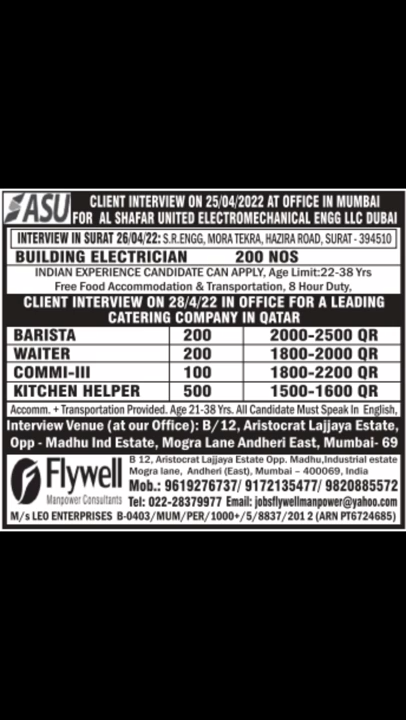 ASU
CLIENT INTERVIEW ON 25/04/2022 AT OFFICE IN MUMBAI
FOR AL SHAFAR UNITED ELECTROMECHANICAL ENGG LLC DUBAI
INTERVIEW IN SURAT 26/04/22: S.R.ENGG, MORA TEKRA, HAZIRA ROAD, SURAT - 394510
BUILDING ELECTRICIAN 200 NOS
INDIAN EXPERIENCE CANDIDATE CAN APPLY, Age Limit:22-38 Yrs
Free Food Accommodation & Transportation, 8 Hour Duty,
CLIENT INTERVIEW ON 28/4/22 IN OFFICE FOR A LEADING
CATERING COMPANY IN QATAR
BARISTA 200 2000-2500 QR
WAITER 200 1800-2000 QR
COMMI-III 100 1800-2200 QR
KITCHEN HELPER 500 1500-1600 QR
Accomm. + Transportation Provided. Age 21-38 Yrs. All Candidate Must Speak In English,
Interview Venue (at our Office): B/12, Aristocrat Lajjaya Estate,
Opp - Madhu Ind Estate, Mogra Lane Andheri East, Mumbai- 69
Flywell
Manpower Consultants
B 12, Aristocrat Lajjaya Estate Opp. Madhu,Industrial estate
Mogra lane, Andheri (East), Mumbai – 400069, India
Mob.: 9619276737/ 9172135477/ 9820885572
Tel: 022-28379977 Email: jobsflywellmanpower@yahoo.com
M/s LEO ENTERPRISES B-0403/MUM/PER/1000+/5/8837/201 2 (ARN PT6724685)